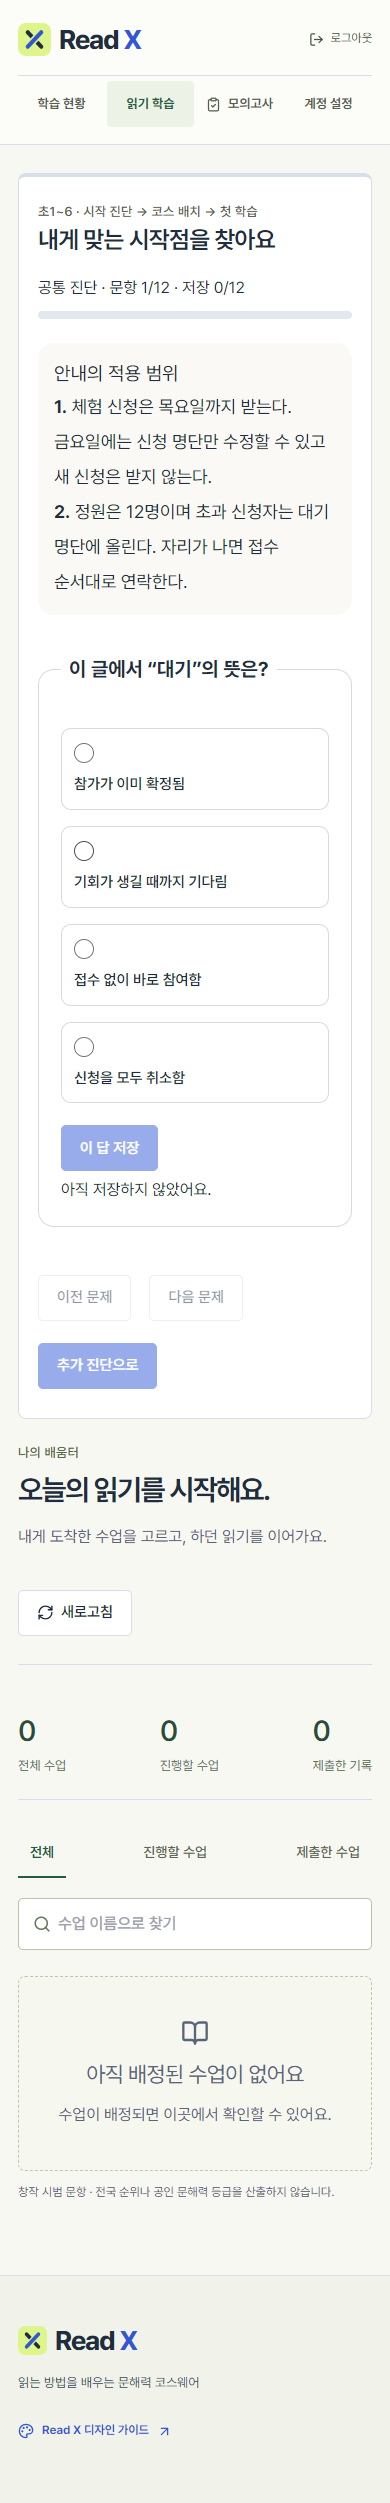 Read X
로그아웃
학습 현황
읽기 학습
모의고사
계정 설정
초1~6 · 시작 진단 → 코스 배치 → 첫 학습
내게 맞는 시작점을 찾아요
공통 진단 · 문항 1/12 · 저장 0/12
안내의 적용 범위
1. 체험 신청은 목요일까지 받는다.
금요일에는 신청 명단만 수정할 수 있고
새 신청은 받지 않는다.
2. 정원은 12명이며 초과 신청자는 대기
명단에 올린다. 자리가 나면 접수
순서대로 연락한다.
이 글에서 “대기”의 뜻은?
참가가 이미 확정됨
기회가 생길 때까지 기다림
접수 없이 바로 참여함
신청을 모두 취소함
이 답 저장
아직 저장하지 않았어요.
이전 문제
다음 문제
추가 진단으로
나의 배움터
오늘의 읽기를 시작해요.
내게 도착한 수업을 고르고, 하던 읽기를 이어가요.
새로고침
0
전체 수업
0
진행할 수업
0
제출한 기록
전체
진행할 수업
제출한 수업
수업 이름으로 찾기
아직 배정된 수업이 없어요
수업이 배정되면 이곳에서 확인할 수 있어요.
창작 시범 문항 · 전국 순위나 공인 문해력 등급을 산출하지 않습니다.
Read X
읽는 방법을 배우는 문해력 코스웨어
Read X 디자인 가이드